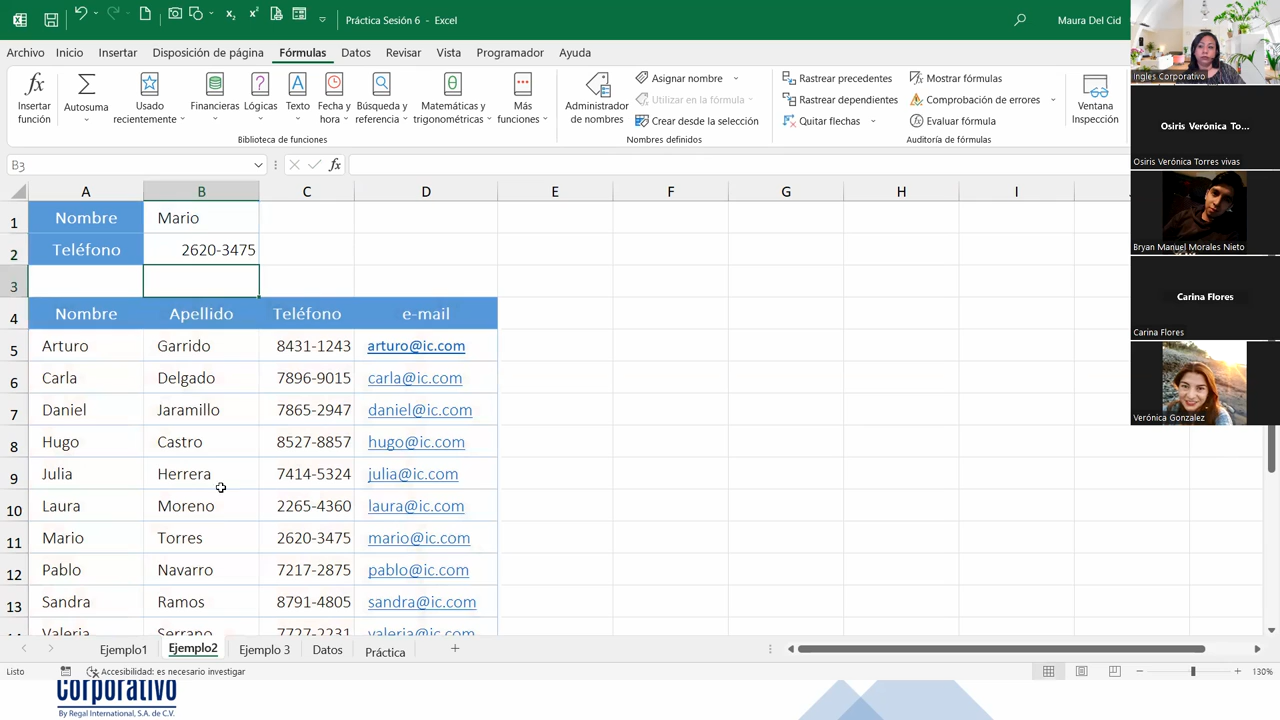 Práctica Sesión 6 - Excel
Maura Del Cid
Archivo Inicio Insertar Disposición de página Fórmulas Datos Revisar Vista Programador Ayuda
Insertar función
Autosuma
Usado recientemente
Financieras
Lógicas
Texto
Fecha y hora
Búsqueda y referencia
Matemáticas y trigonométricas
Más funciones
Biblioteca de funciones
Administrador de nombres
Asignar nombre
Utilizar en la fórmula
Crear desde la selección
Nombres definidos
Rastrear precedentes
Rastrear dependientes
Quitar flechas
Mostrar fórmulas
Comprobación de errores
Evaluar fórmula
Auditoría de fórmulas
Ventana Inspección
B3
fx
A B C D E F G H I
1 Nombre Mario
2 Teléfono 2620-3475
3
4 Nombre Apellido Teléfono e-mail
5 Arturo Garrido 8431-1243 arturo@ic.com
6 Carla Delgado 7896-9015 carla@ic.com
7 Daniel Jaramillo 7865-2947 daniel@ic.com
8 Hugo Castro 8527-8857 hugo@ic.com
9 Julia Herrera 7414-5324 julia@ic.com
10 Laura Moreno 2265-4360 laura@ic.com
11 Mario Torres 2620-3475 mario@ic.com
12 Pablo Navarro 7217-2875 pablo@ic.com
13 Sandra Ramos 8791-4805 sandra@ic.com
14 Valeria Serrano 7727-2231 valeria@ic.com
Ejemplo1 Ejemplo2 Ejemplo 3 Datos Práctica
Listo
Accesibilidad: es necesario investigar
130%
Ingles Corporativo
Osiris Verónica To...
Osiris Verónica Torres vivas
Bryan Manuel Morales Nieto
Carina Flores
Carina Flores
Verónica Gonzalez
Corporativo
By Regal International, S.A. de C.V.